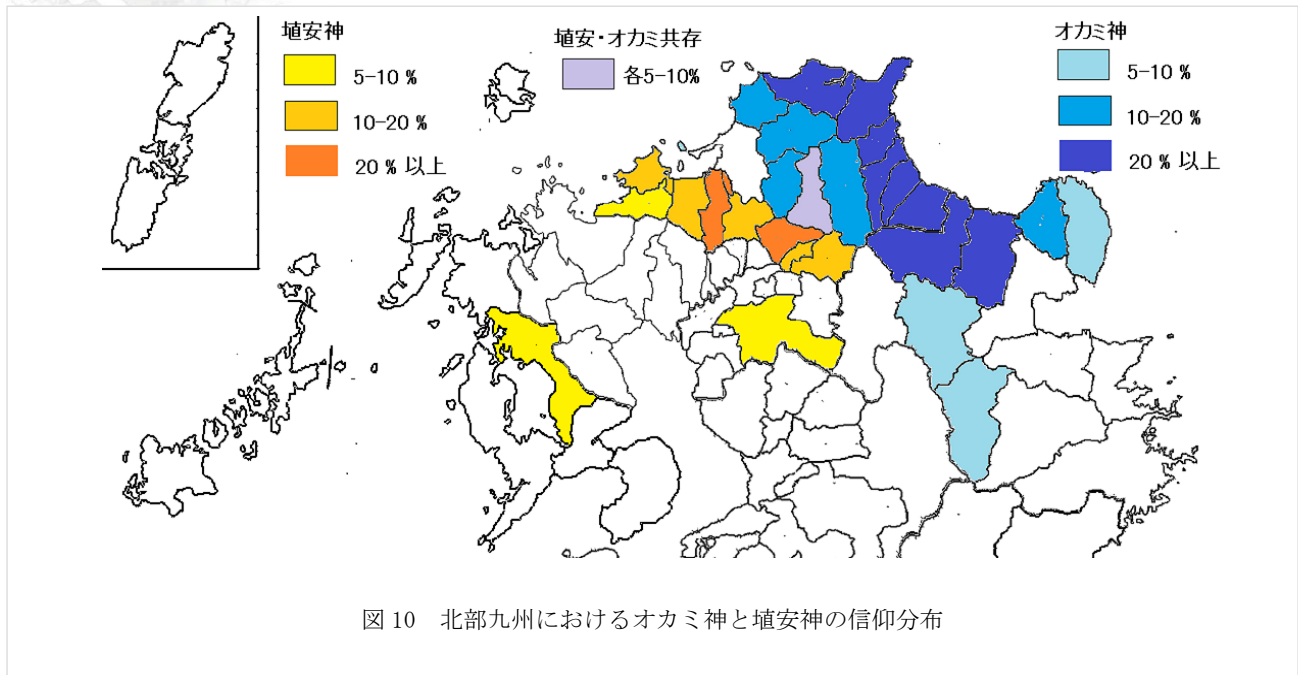 埴安神
5-10 %
10-20 %
20 % 以上
埴安・オカミ共存
各5-10%
オカミ神
5-10 %
10-20 %
20 % 以上
図 10　北部九州におけるオカミ神と埴安神の信仰分布